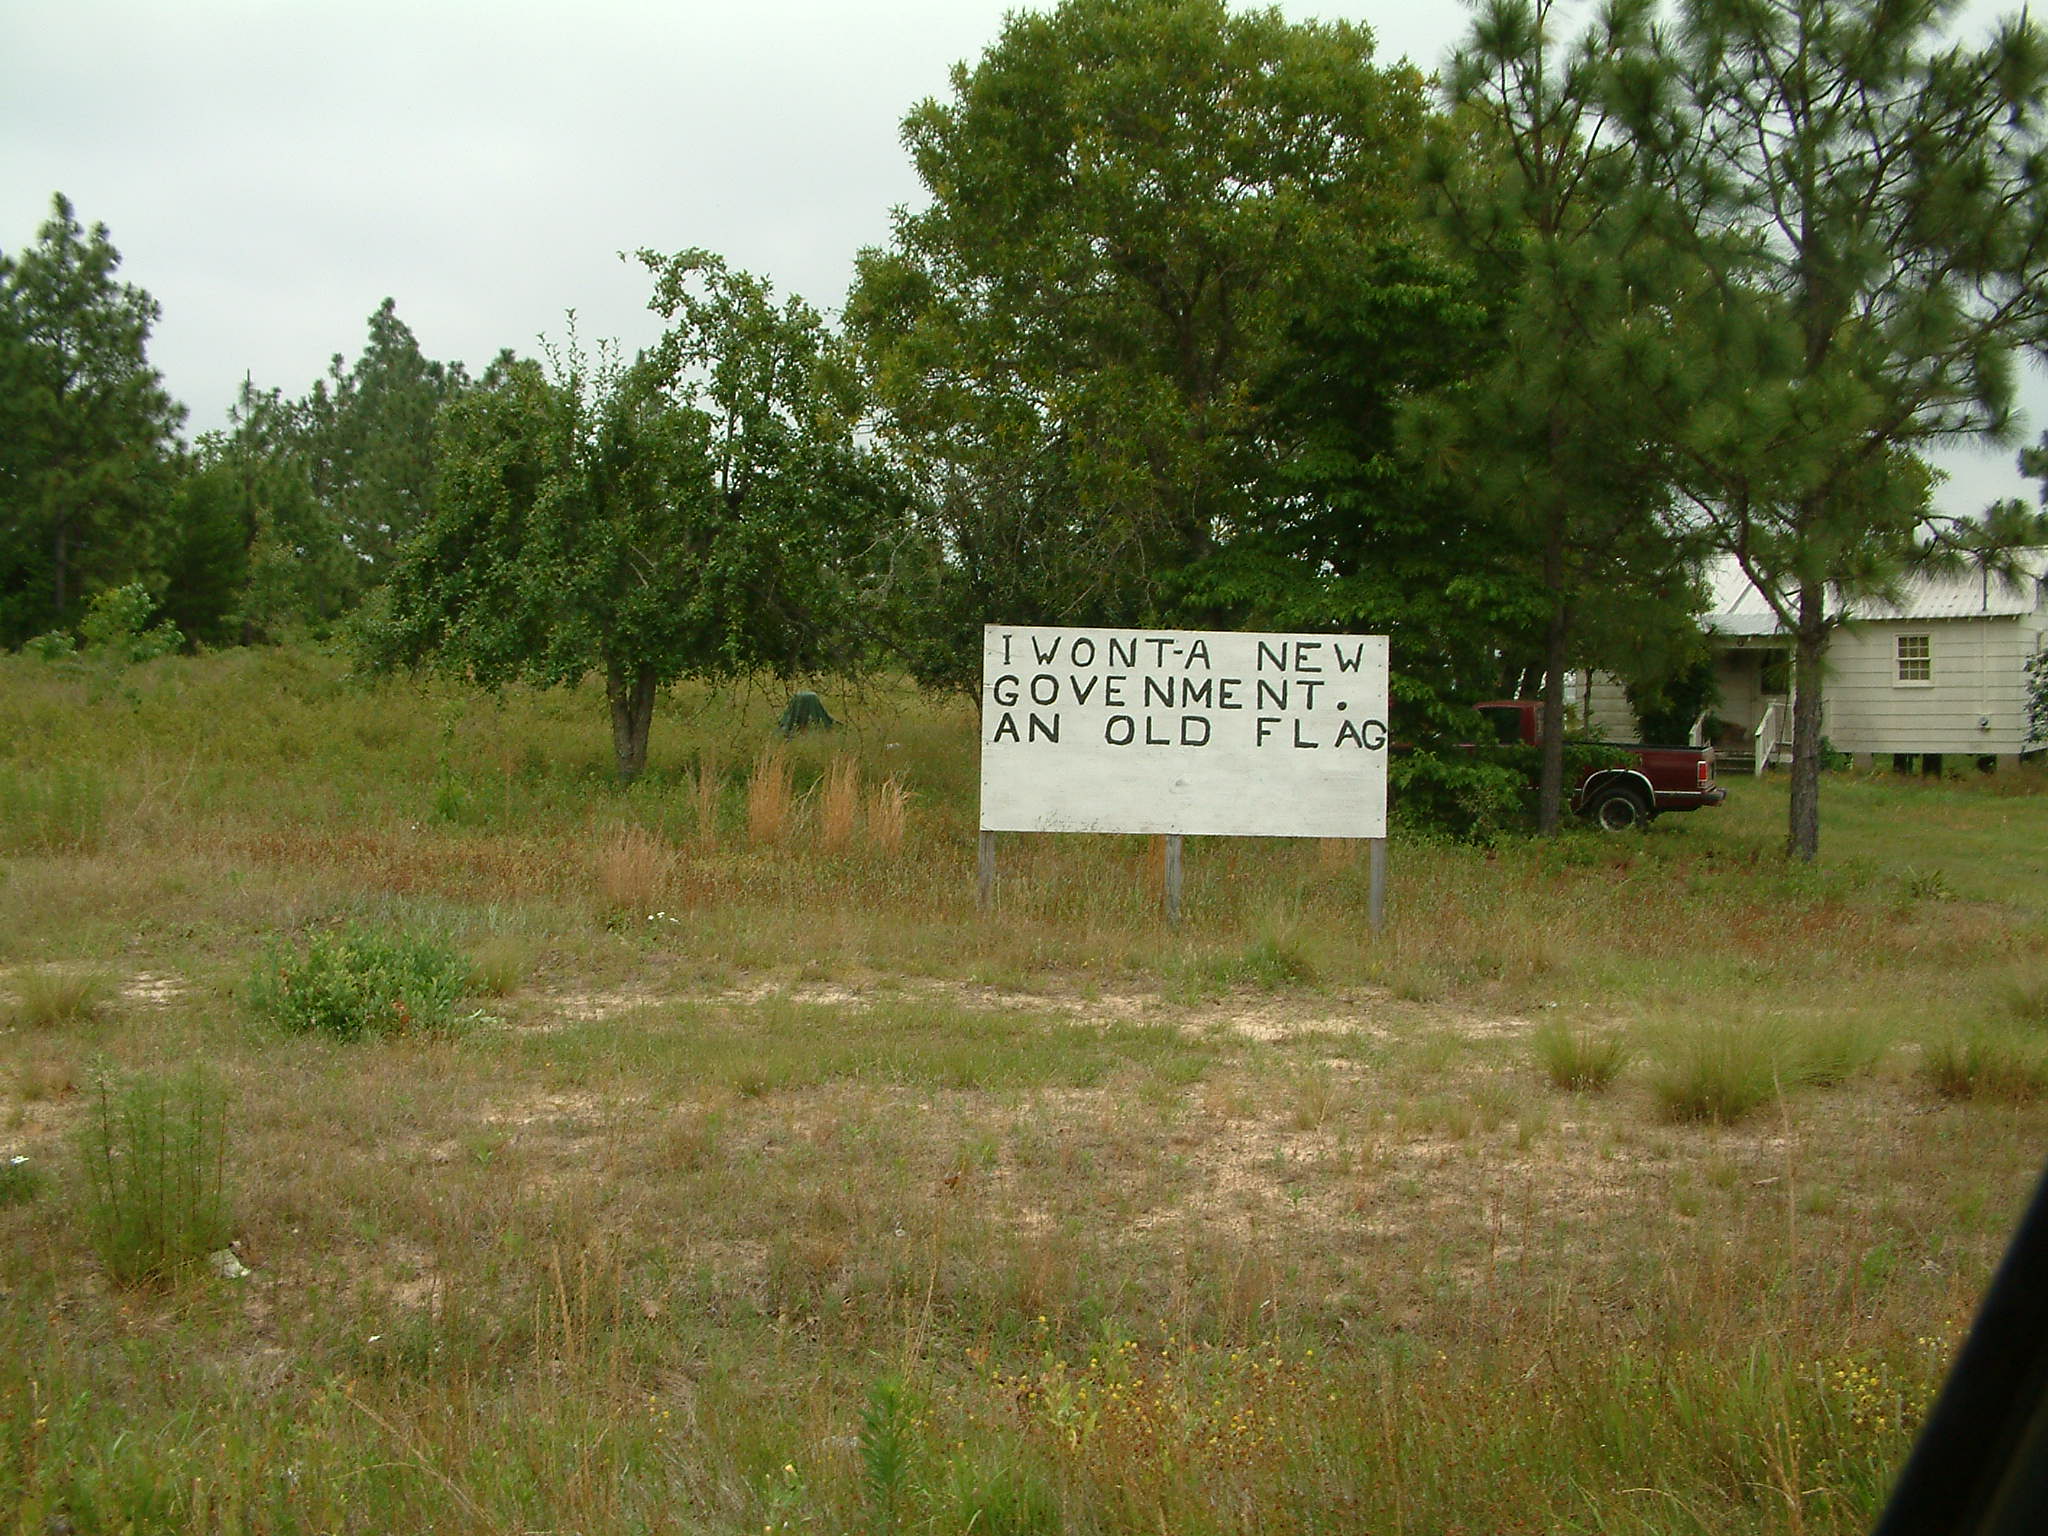 I WONT-A NEW
GOVENMENT.
AN OLD FLAG